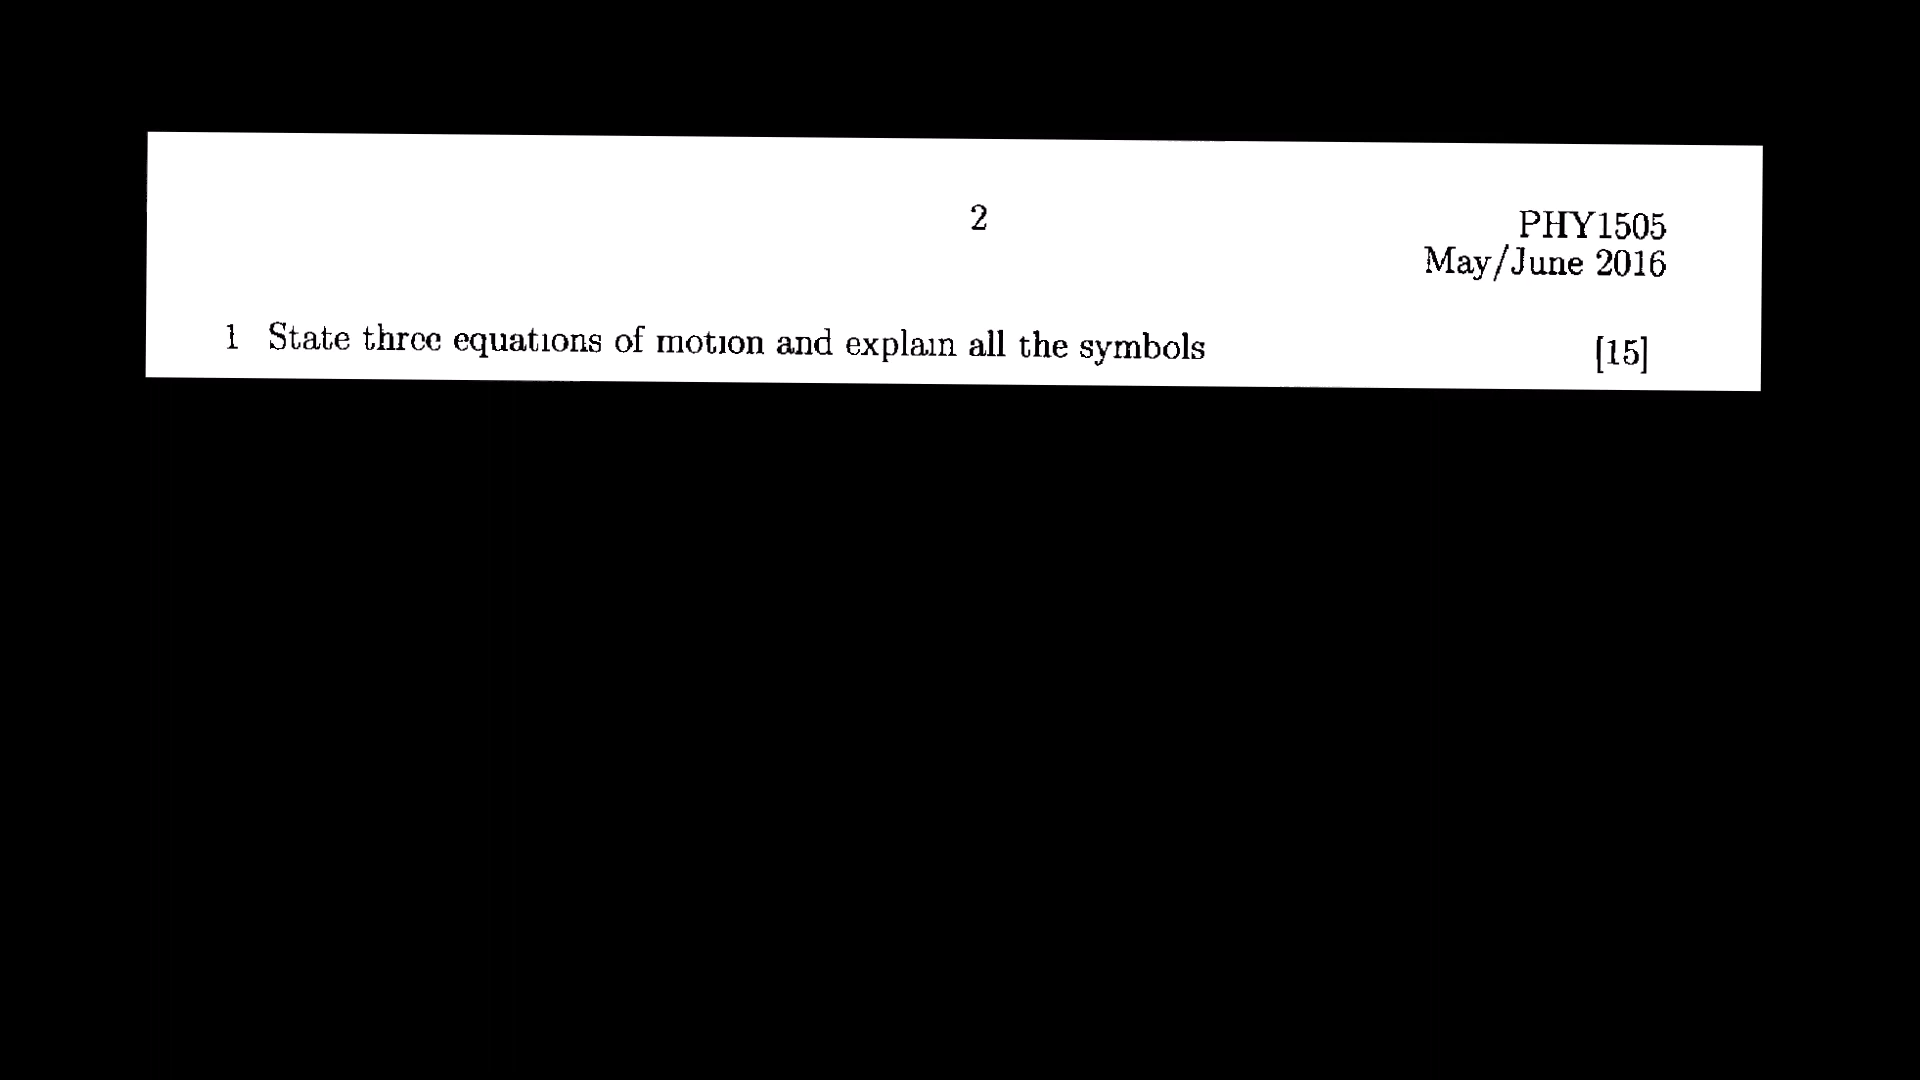 2
PHY1505
May/June 2016
1 State three equations of motion and explain all the symbols [15]